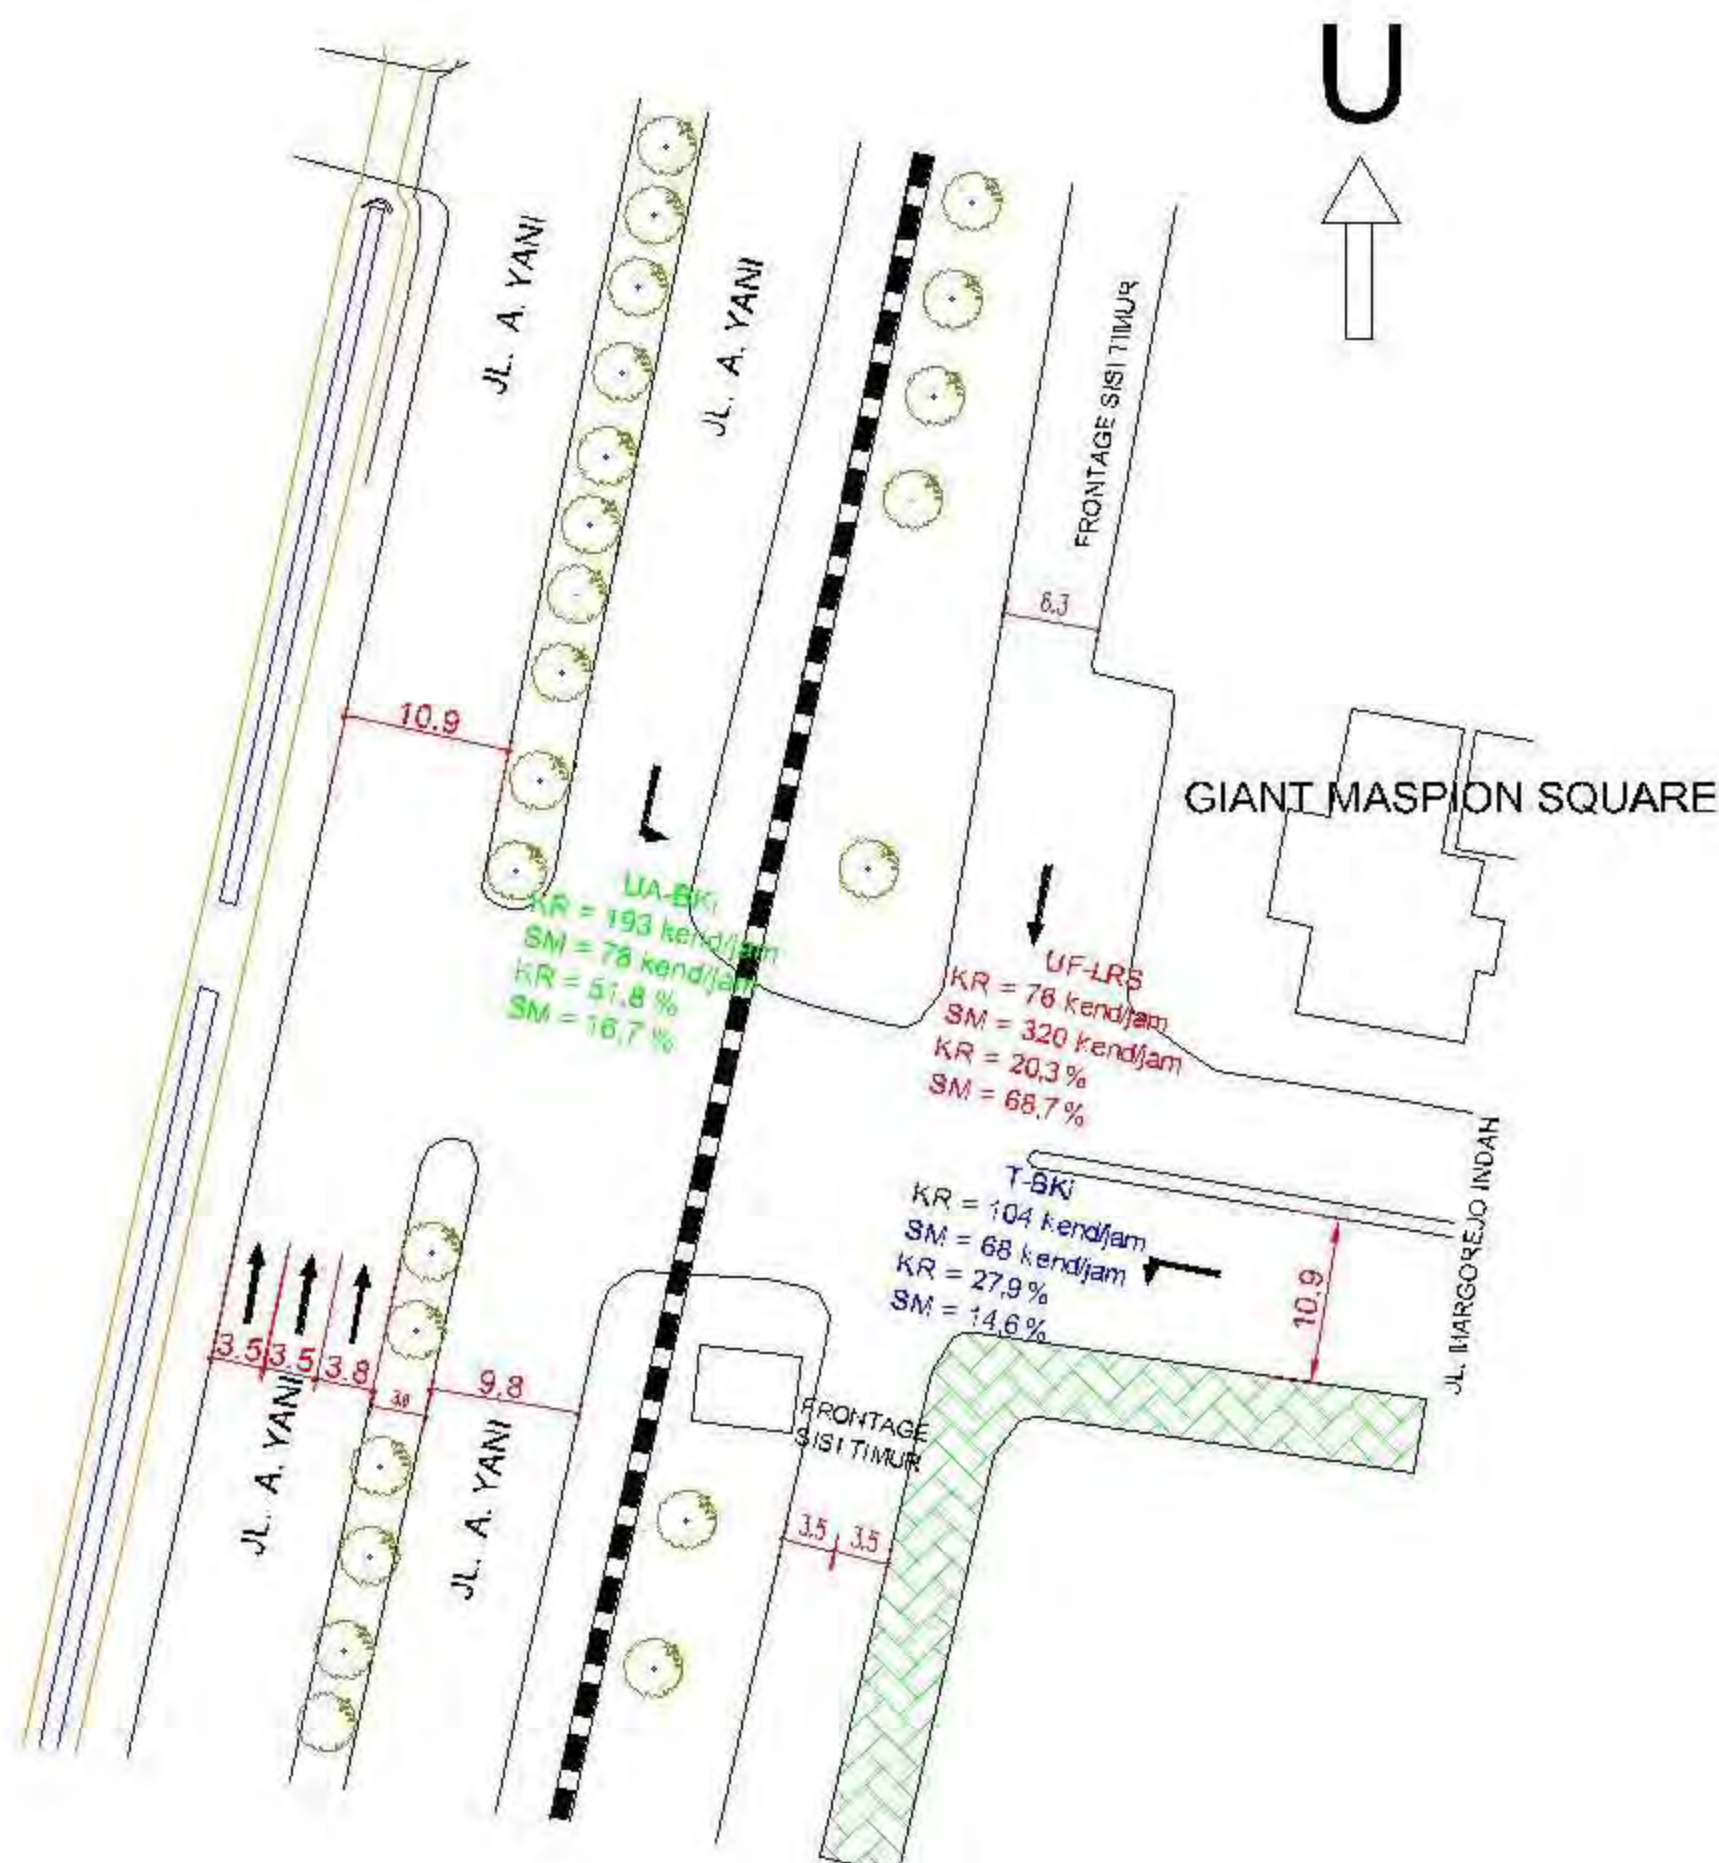 U
JL. A. YANI
JL. A. YANI
FRONTAGE SISI TIMUR
6.3
10.9
GIANT MASPION SQUARE
UA-BKi
KR = 193 kend/jam
SM = 78 kend/jam
KR = 51,8 %
SM = 16,7 %
UF-LRS
KR = 76 kend/jam
SM = 320 kend/jam
KR = 20,3 %
SM = 68,7 %
T-BKi
KR = 104 kend/jam
SM = 68 kend/jam
KR = 27,9 %
SM = 14,6 %
JL. MARGOREJO INDAH
10.9
3.5 3.5 3.8
9.8
JL. A. YANI
JL. A. YANI
FRONTAGE
SISI TIMUR
3.5 3.5